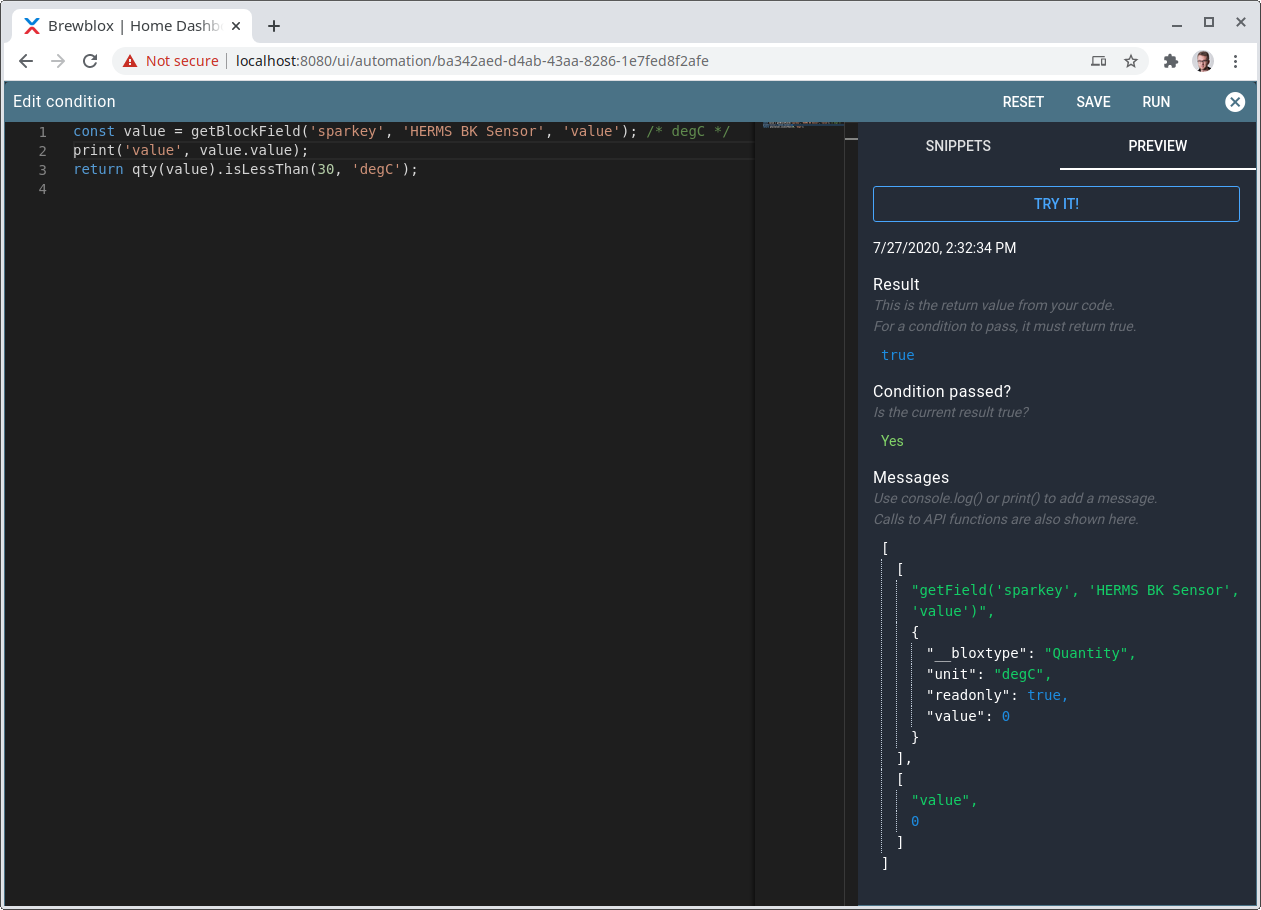 Brewblox | Home Dashb
Not secure | localhost:8080/ui/automation/ba342aed-d4ab-43aa-8286-1e7fed8f2afe
Edit condition
RESET SAVE RUN
1 const value = getBlockField('sparkey', 'HERMS BK Sensor', 'value'); /* degC */
2 print('value', value.value);
3 return qty(value).isLessThan(30, 'degC');
4
SNIPPETS PREVIEW
TRY IT!
7/27/2020, 2:32:34 PM
Result
This is the return value from your code.
For a condition to pass, it must return true.
true
Condition passed?
Is the current result true?
Yes
Messages
Use console.log() or print() to add a message.
Calls to API functions are also shown here.
[
[
"getField('sparkey', 'HERMS BK Sensor',
'value')",
{
"__bloxtype": "Quantity",
"unit": "degC",
"readonly": true,
"value": 0
}
],
[
"value",
0
]
]